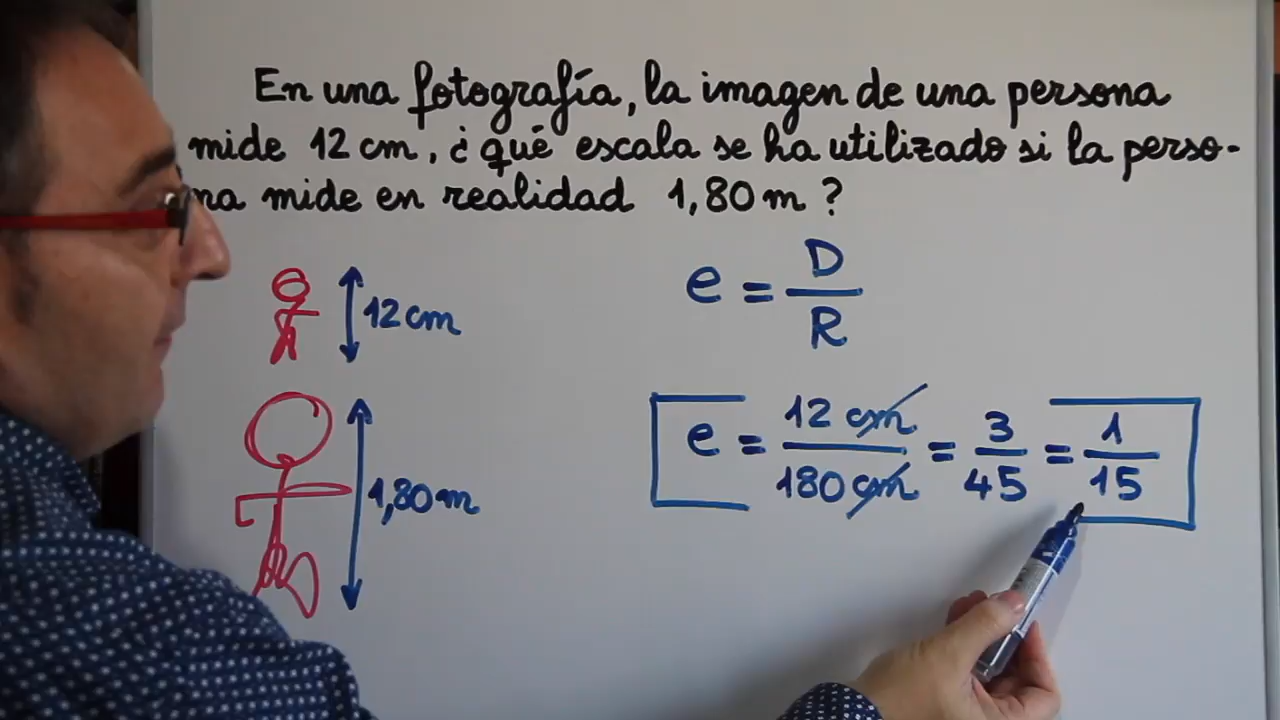 En una fotografía, la imagen de una persona
mide 12 cm, ¿qué escala se ha utilizado si la perso-
na mide en realidad 1,80 m?
12 cm
1,80 m
e = D/R
e = 12 cm/180 cm = 3/45 = 1/15